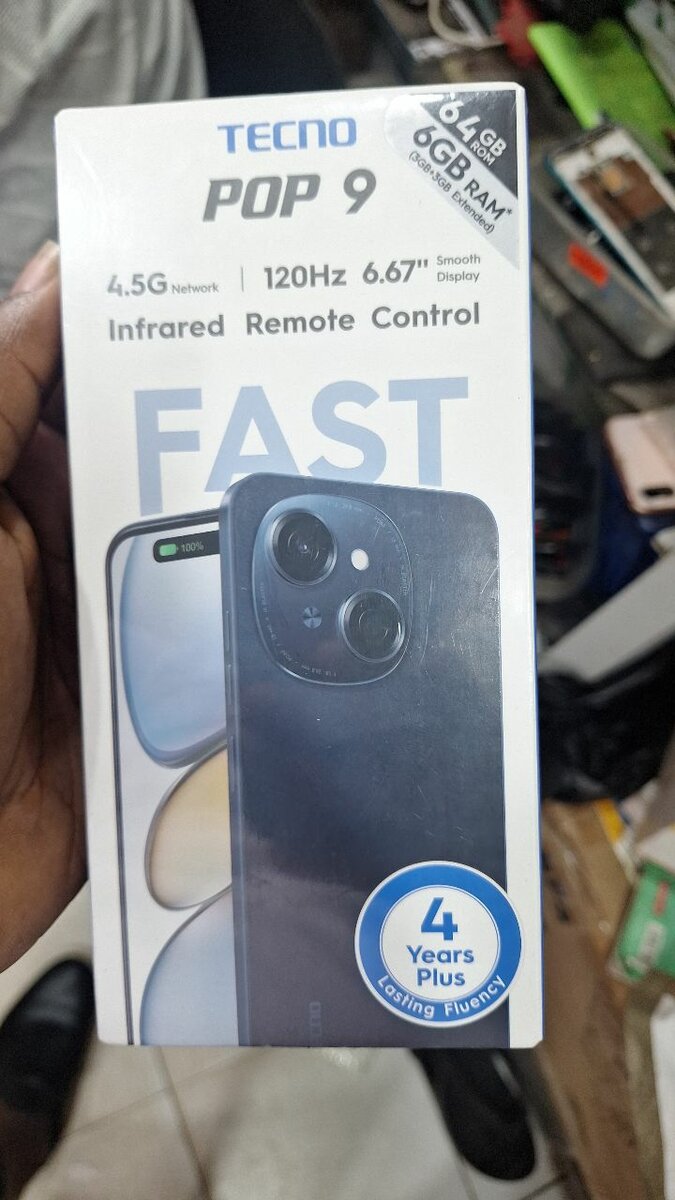 TECNO
POP 9
64GB ROM
6GB RAM*
(3GB+3GB Extended)
4.5G Network | 120Hz 6.67" Smooth Display
Infrared Remote Control
FAST
100%
4
Years
Plus
Lasting Fluency